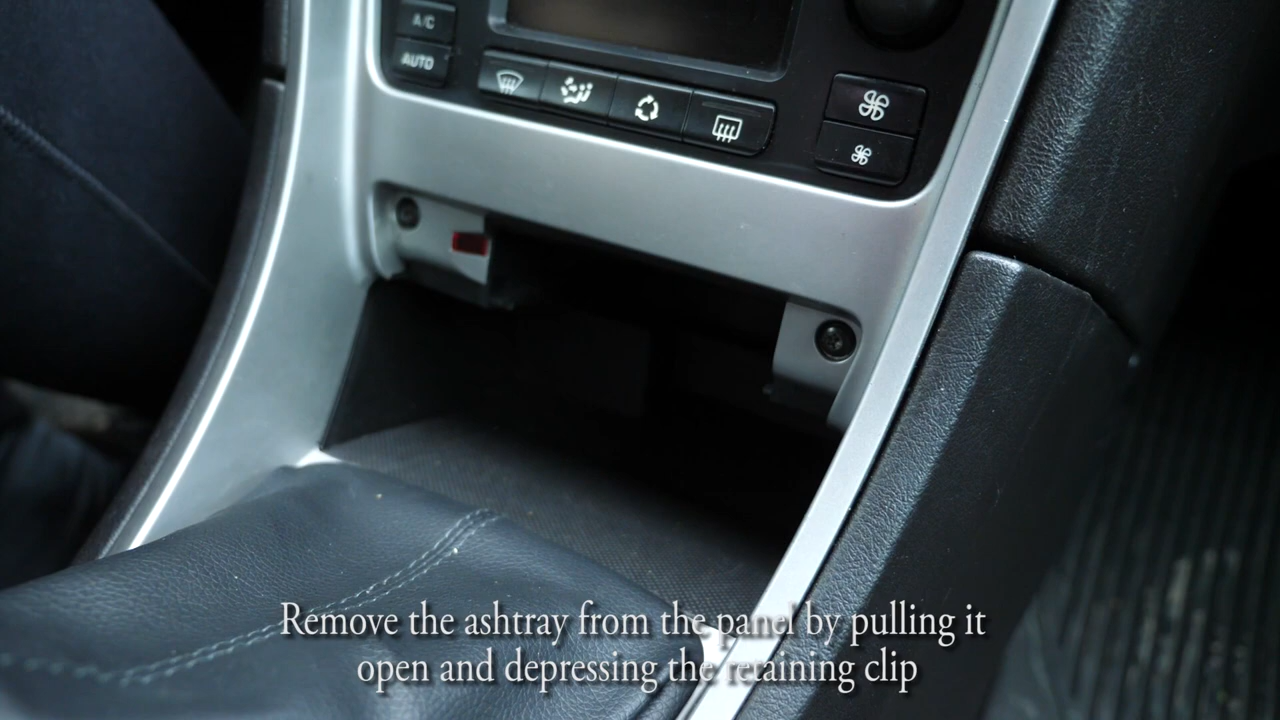 A/C
AUTO
Remove the ashtray from the panel by pulling it
open and depressing the retaining clip